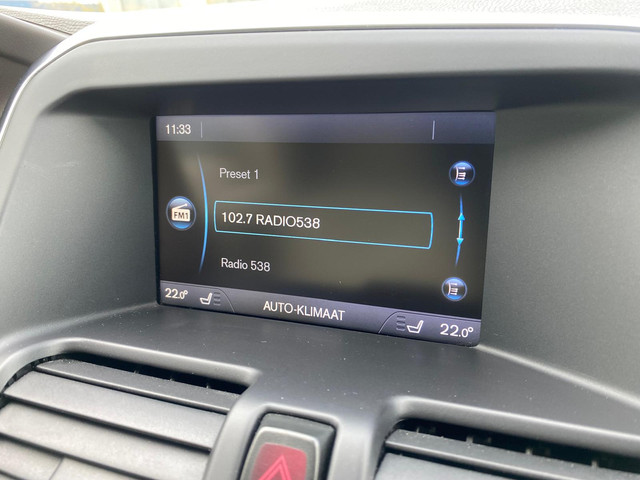 11:33
Preset 1
FM1
102.7 RADIO538
Radio 538
22.0°
AUTO-KLIMAAT
22.0°